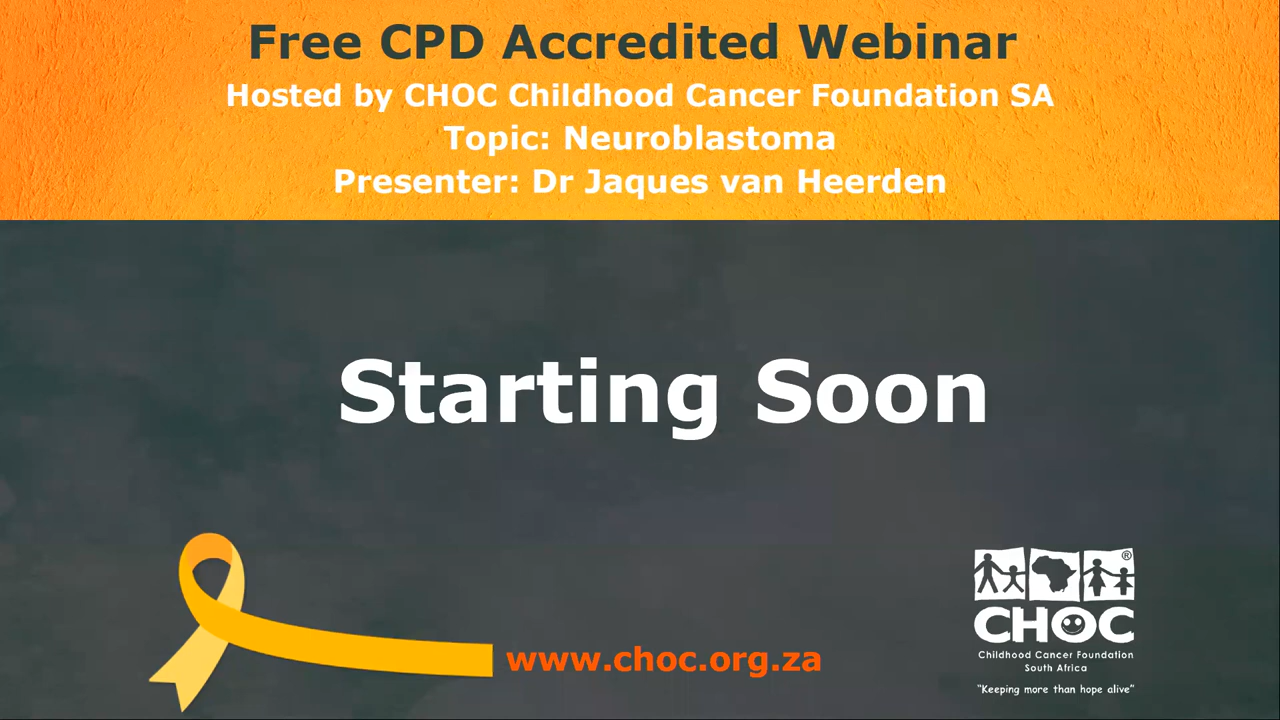 Free CPD Accredited Webinar
Hosted by CHOC Childhood Cancer Foundation SA
Topic: Neuroblastoma
Presenter: Dr Jaques van Heerden
Starting Soon
www.choc.org.za
®
CHOC
Childhood Cancer Foundation
South Africa
"Keeping more than hope alive"